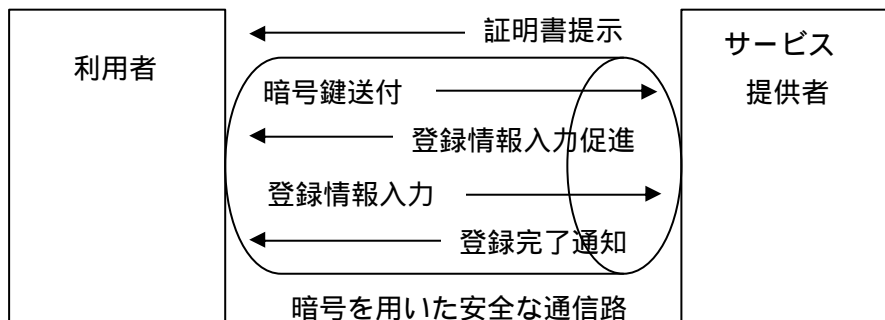 利用者
証明書提示
サービス
提供者
暗号鍵送付
登録情報入力促進
登録情報入力
登録完了通知
暗号を用いた安全な通信路